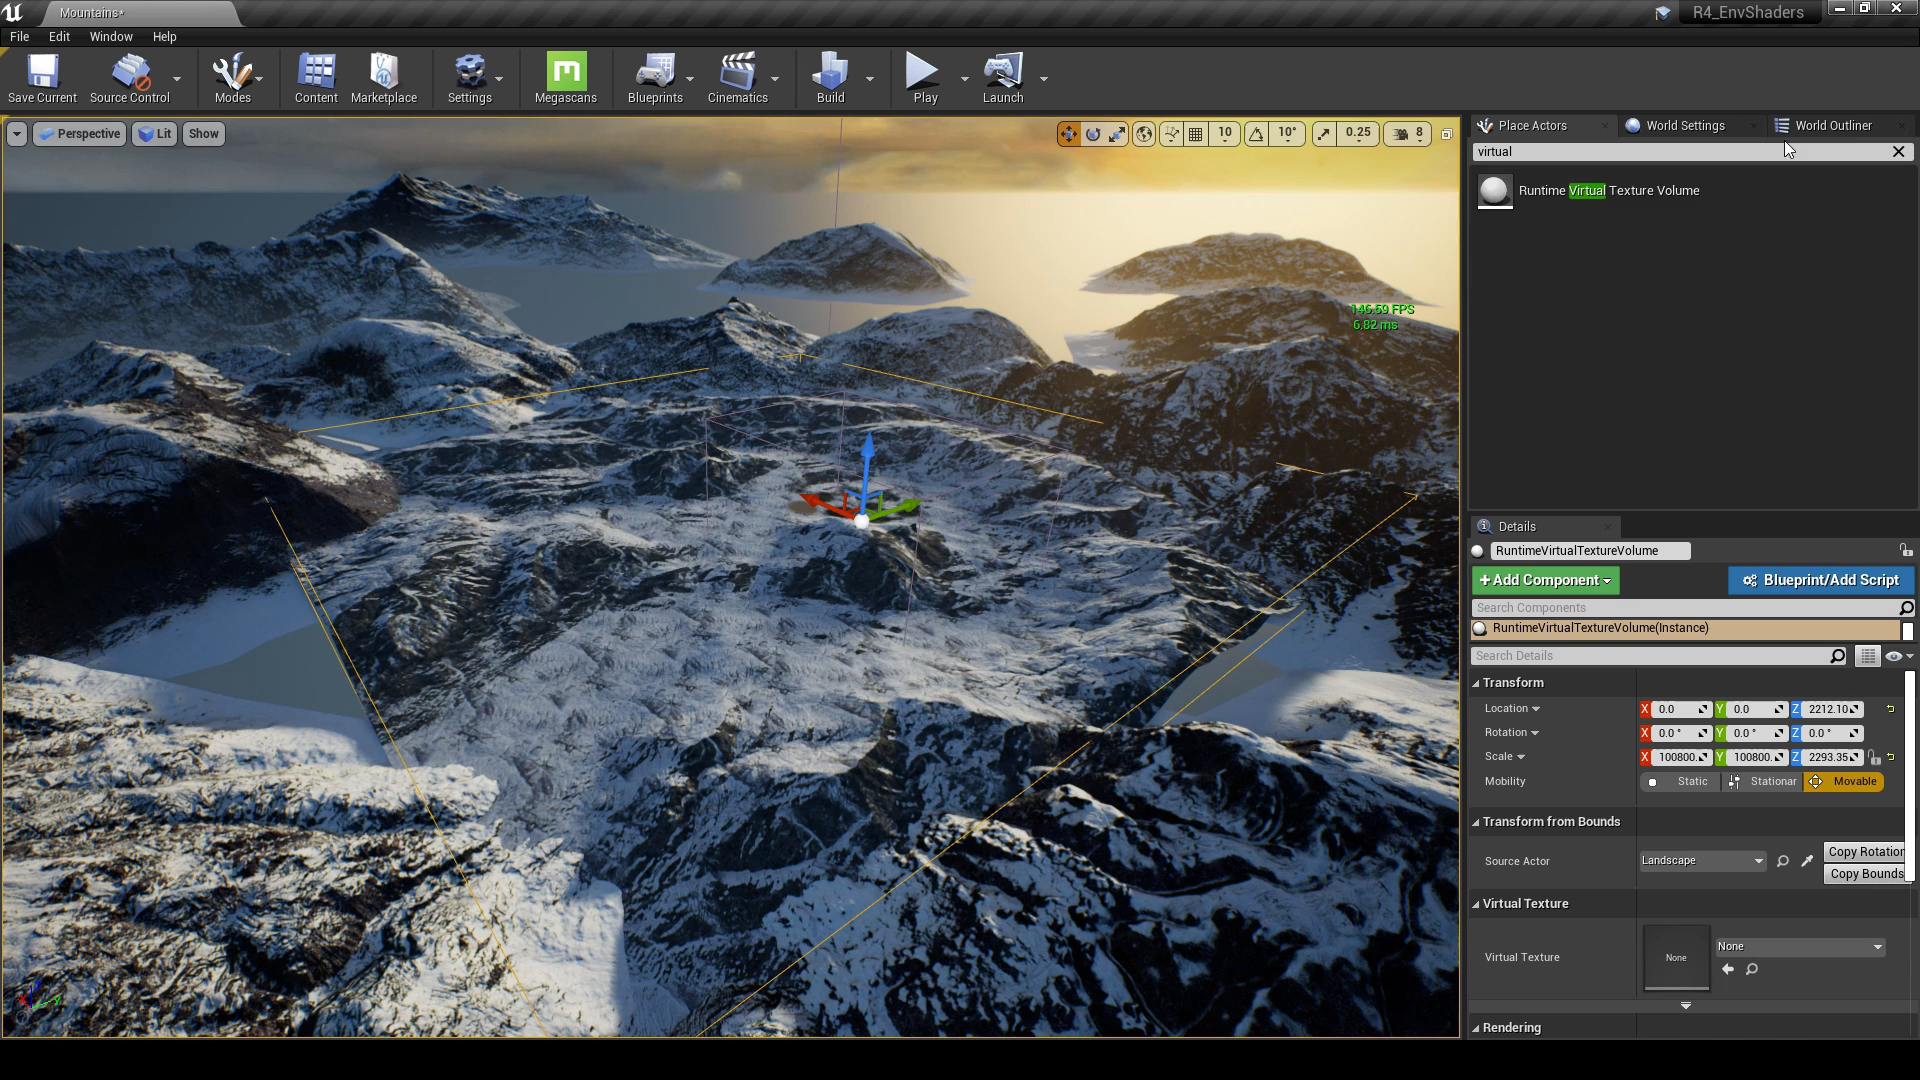 Mountains*
R4_EnvShaders
File Edit Window Help
Save Current
Source Control
Modes
Content
Marketplace
Settings
Megascans
Blueprints
Cinematics
Build
Play
Launch
Perspective
Lit
Show
10
10°
0.25
8
146.59 FPS
6.82 ms
Place Actors
World Settings
World Outliner
virtual
Runtime Virtual Texture Volume
Details
RuntimeVirtualTextureVolume
+Add Component
Blueprint/Add Script
Search Components
RuntimeVirtualTextureVolume(Instance)
Search Details
Transform
Location X 0.0 Y 0.0 Z 2212.10
Rotation X 0.0 ° Y 0.0 ° Z 0.0 °
Scale X 100800. Y 100800. Z 2293.35
Mobility Static Stationar Movable
Transform from Bounds
Source Actor Landscape
Copy Rotation
Copy Bounds
Virtual Texture
Virtual Texture None None
Rendering